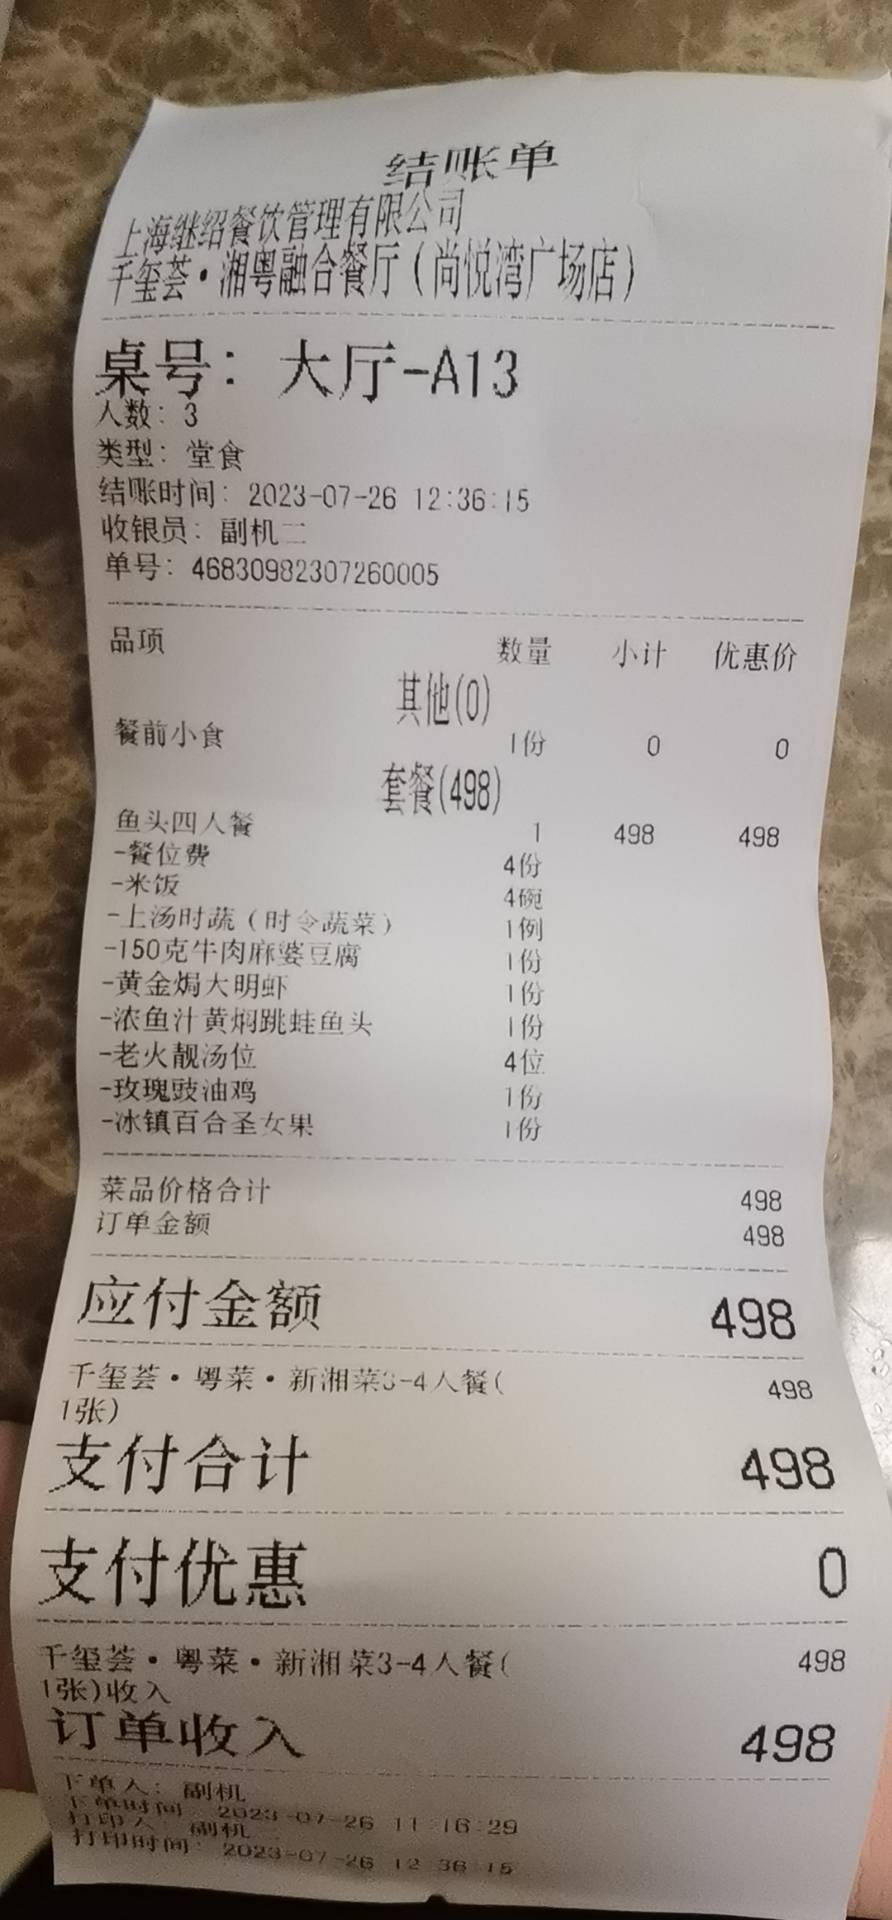 结账单
上海继绍餐饮管理有限公司
千玺荟·湘粤融合餐厅(尚悦湾广场店)
桌号: 大厅-A13
人数: 3
类型: 堂食
结账时间: 2023-07-26 12:36:15
收银员: 副机二
单号: 46830982307260005
品项 数量 小计 优惠价
其他(0)
餐前小食 1份 0 0
套餐(498)
鱼头四人餐 1 498 498
-餐位费 4份
-米饭 4碗
-上汤时蔬(时令蔬菜) 1例
-150克牛肉麻婆豆腐 1份
-黄金焗大明虾 1份
-浓鱼汁黄焖跳蛙鱼头 1份
-老火靓汤位 4位
-玫瑰豉油鸡 1份
-冰镇百合圣女果 1份
菜品价格合计 498
订单金额 498
应付金额 498
千玺荟·粤菜·新湘菜3-4人餐( 498
1张)
支付合计 498
支付优惠 0
千玺荟·粤菜·新湘菜3-4人餐( 498
1张)收入
订单收入 498
下单人: 副机
下单时间: 2023-07-26 11:16:29
打印人: 副机二
打印时间: 2023-07-26 12:36:15